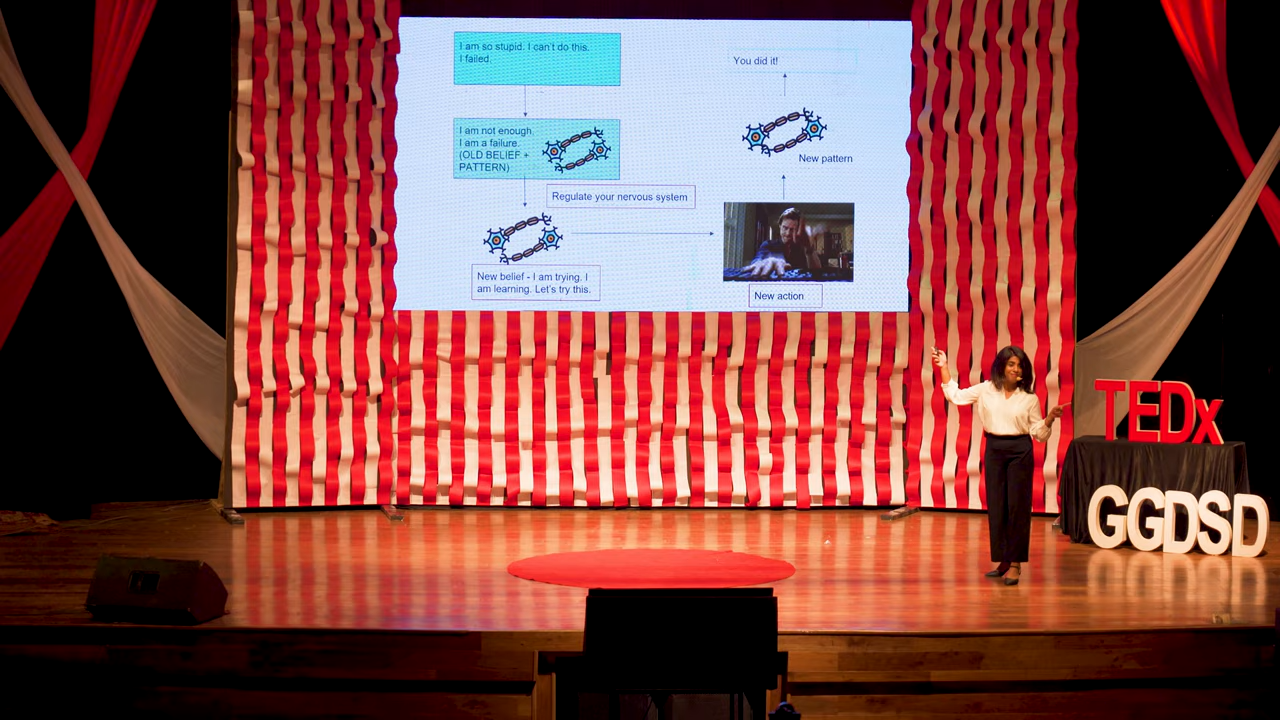 I am so stupid. I can't do this.
I failed.
I am not enough.
I am a failure.
(OLD BELIEF +
PATTERN)
Regulate your nervous system
New belief - I am trying. I
am learning. Let's try this.
You did it!
New pattern
New action
TEDx
GGDSD